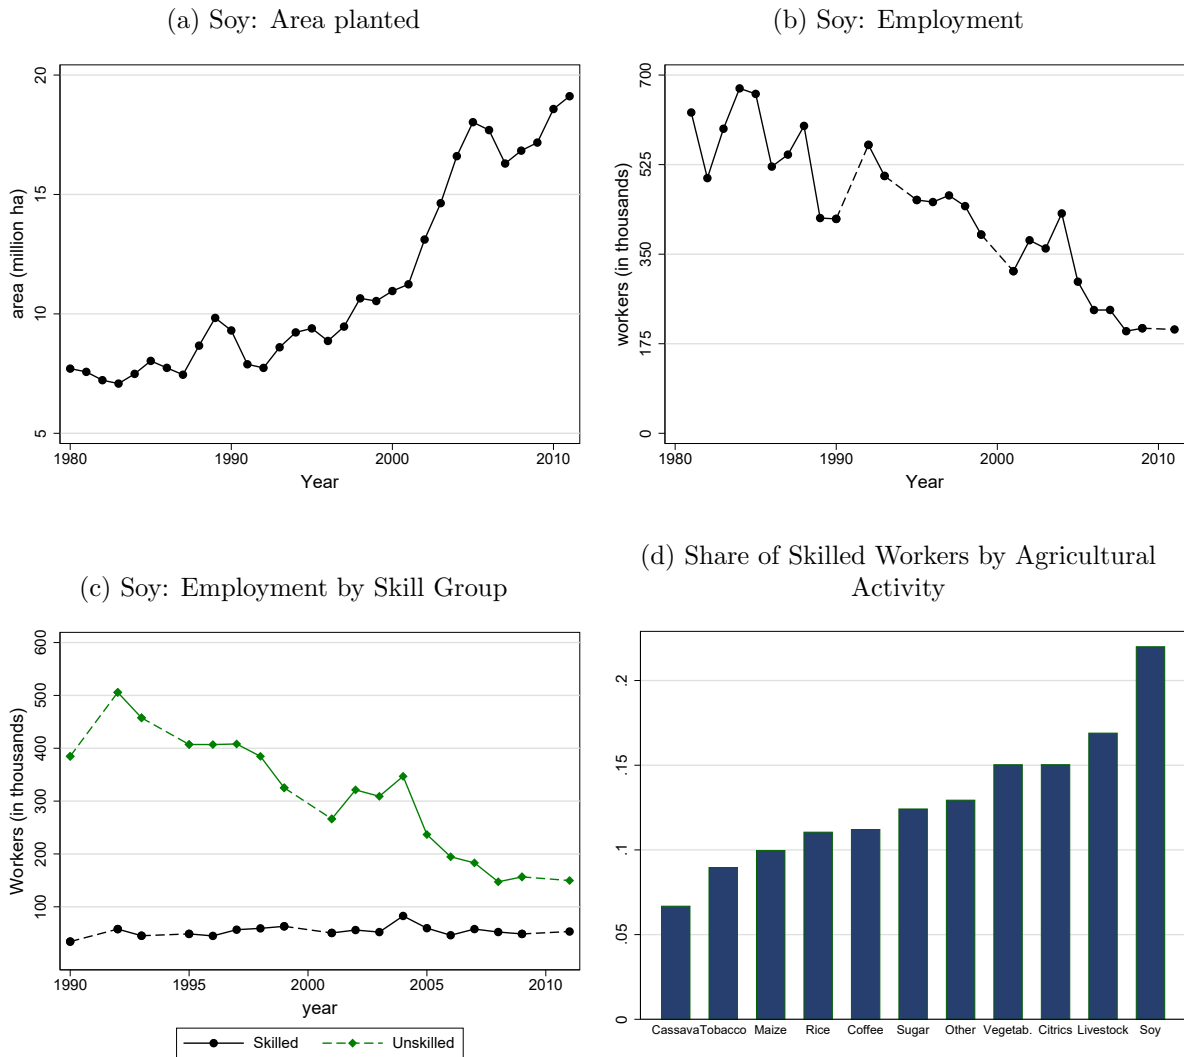 (a) Soy: Area planted
20
15
10
5
area (million ha)
1980 1990 2000 2010
Year
(b) Soy: Employment
700
525
350
175
0
workers (in thousands)
1980 1990 2000 2010
Year
(c) Soy: Employment by Skill Group
600
500
400
300
200
100
Workers (in thousands)
1990 1995 2000 2005 2010
year
Skilled Unskilled
(d) Share of Skilled Workers by Agricultural
Activity
.2
.15
.1
.05
0
Cassava Tobacco Maize Rice Coffee Sugar Other Vegetab. Citrics Livestock Soy